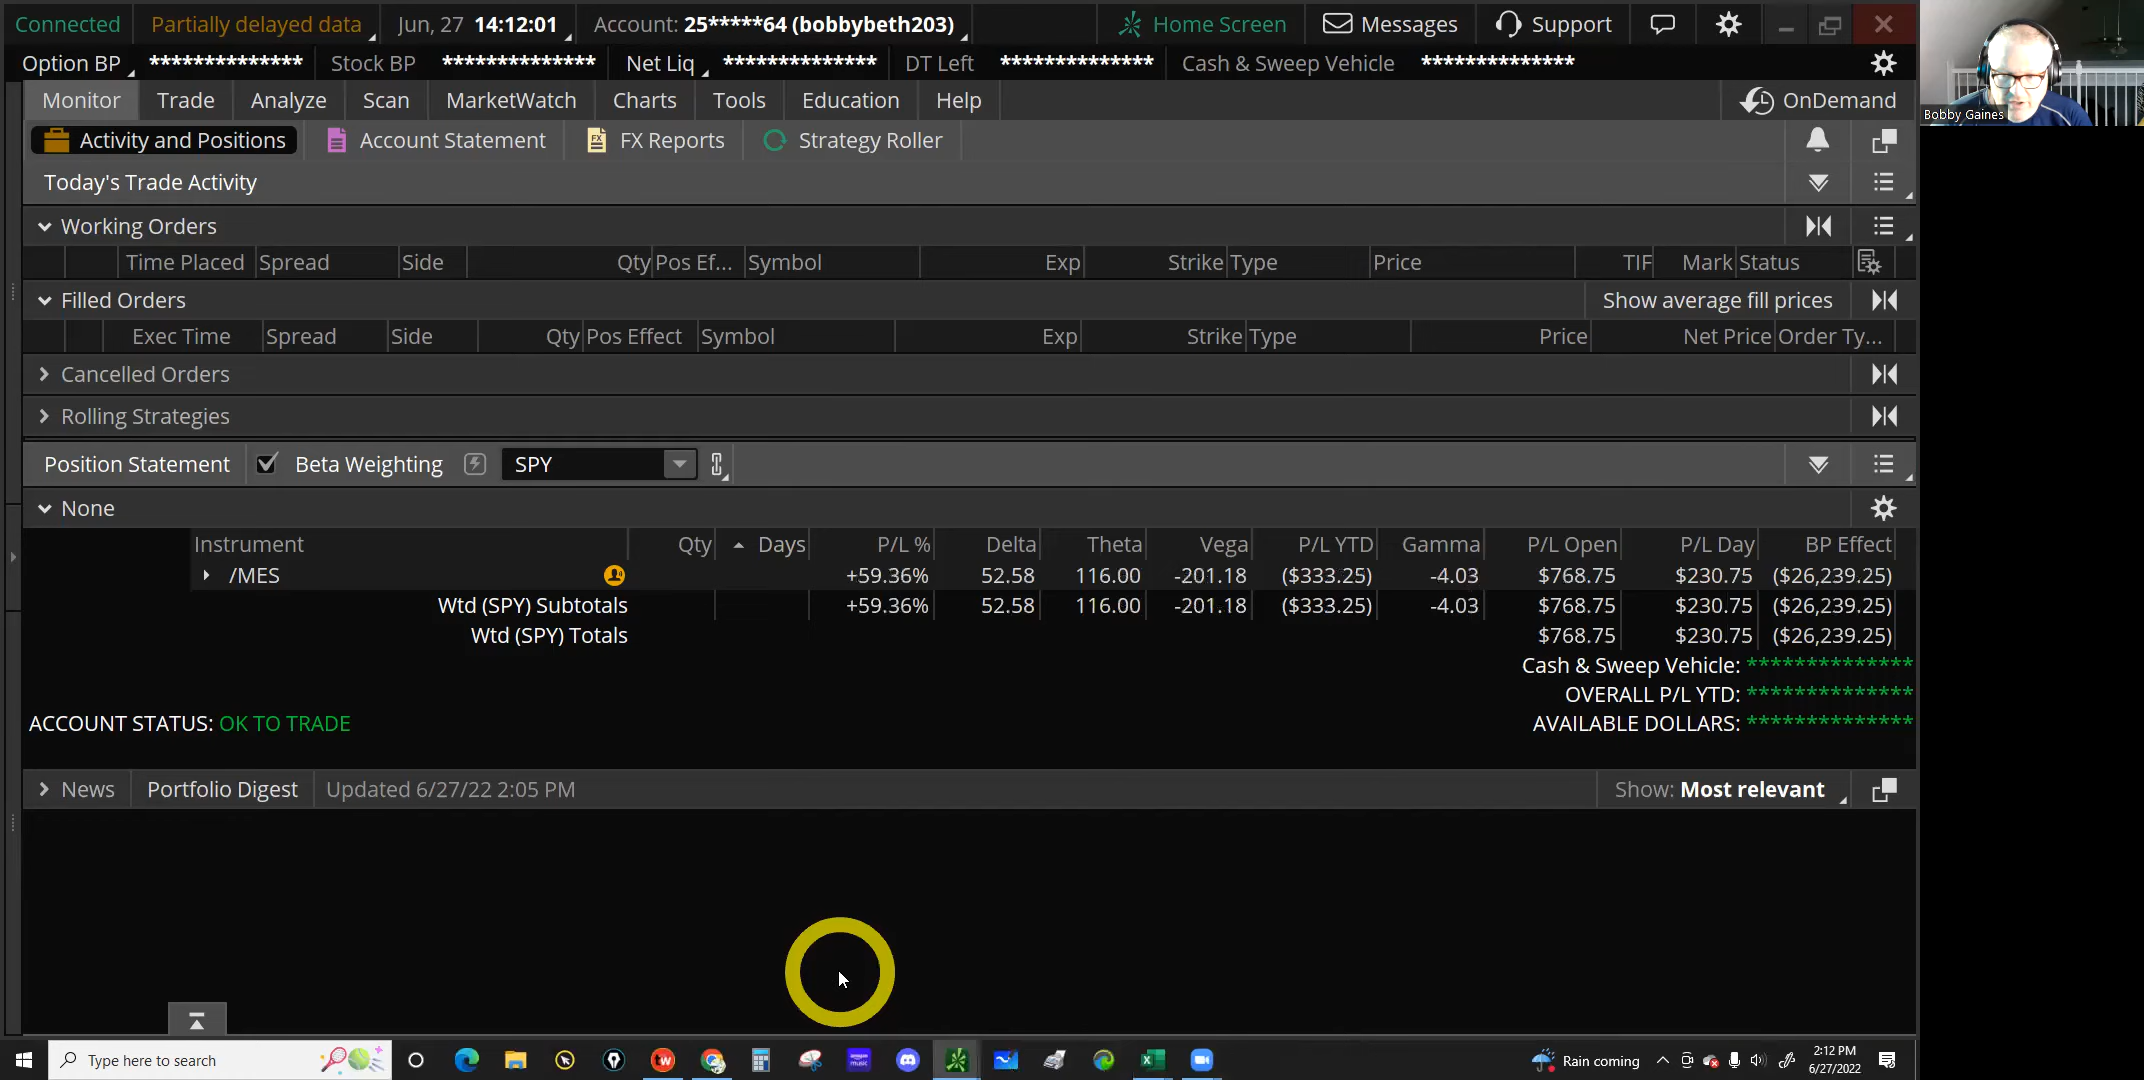 Connected Partially delayed data Jun, 27 14:12:01 Account: 25*****64 (bobbybeth203) Home Screen Messages Support
Option BP ************** Stock BP ************** Net Liq ************** DT Left ************** Cash & Sweep Vehicle **************
Monitor Trade Analyze Scan MarketWatch Charts Tools Education Help OnDemand
Bobby Gaines
Activity and Positions Account Statement FX Reports Strategy Roller
Today's Trade Activity
Working Orders
Time Placed Spread Side Qty Pos Ef... Symbol Exp Strike Type Price TIF Mark Status
Filled Orders Show average fill prices
Exec Time Spread Side Qty Pos Effect Symbol Exp Strike Type Price Net Price Order Ty...
Cancelled Orders
Rolling Strategies
Position Statement Beta Weighting SPY
None
Instrument Qty Days P/L % Delta Theta Vega P/L YTD Gamma P/L Open P/L Day BP Effect
/MES +59.36% 52.58 116.00 -201.18 ($333.25) -4.03 $768.75 $230.75 ($26,239.25)
Wtd (SPY) Subtotals +59.36% 52.58 116.00 -201.18 ($333.25) -4.03 $768.75 $230.75 ($26,239.25)
Wtd (SPY) Totals $768.75 $230.75 ($26,239.25)
Cash & Sweep Vehicle: **************
OVERALL P/L YTD: **************
ACCOUNT STATUS: OK TO TRADE AVAILABLE DOLLARS: **************
News Portfolio Digest Updated 6/27/22 2:05 PM Show: Most relevant
Type here to search Rain coming 2:12 PM
6/27/2022